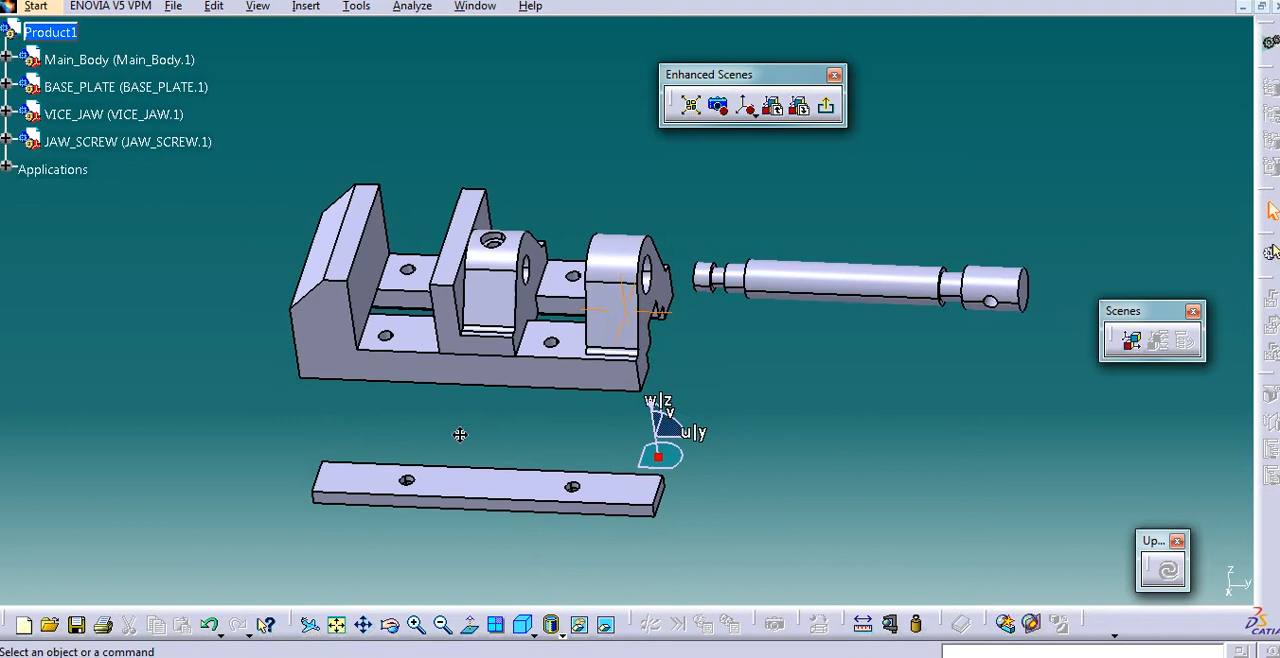 Start ENOVIA V5 VPM File Edit View Insert Tools Analyze Window Help
Product1
Main_Body (Main_Body.1)
BASE_PLATE (BASE_PLATE.1)
VICE_JAW (VICE_JAW.1)
JAW_SCREW (JAW_SCREW.1)
Applications
Enhanced Scenes
Scenes
w|z
v
u|y
Up...
z
y
x
CATIA
Select an object or a command